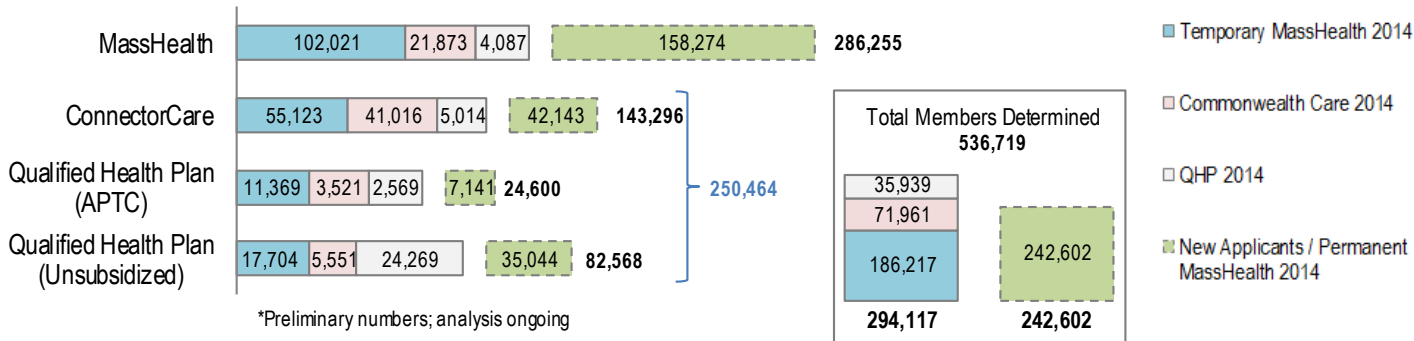 MassHealth
102,021 21,873 4,087 158,274 286,255
ConnectorCare
55,123 41,016 5,014 42,143 143,296
Qualified Health Plan
(APTC)
11,369 3,521 2,569 7,141 24,600
Qualified Health Plan
(Unsubsidized)
17,704 5,551 24,269 35,044 82,568
250,464
*Preliminary numbers; analysis ongoing
Total Members Determined
536,719
35,939
71,961
186,217
242,602
294,117 242,602
Temporary MassHealth 2014
Commonwealth Care 2014
QHP 2014
New Applicants / Permanent
MassHealth 2014